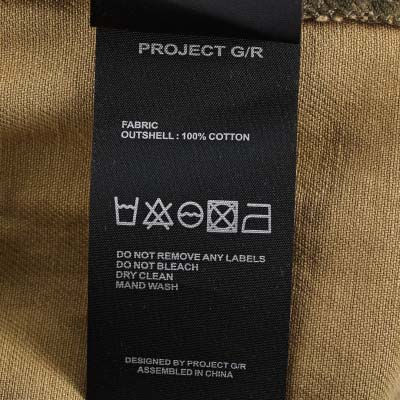 PROJECT G/R
FABRIC
OUTSHELL : 100% COTTON
DO NOT REMOVE ANY LABELS
DO NOT BLEACH
DRY CLEAN
MAND WASH
DESIGNED BY PROJECT G/R
ASSEMBLED IN CHINA